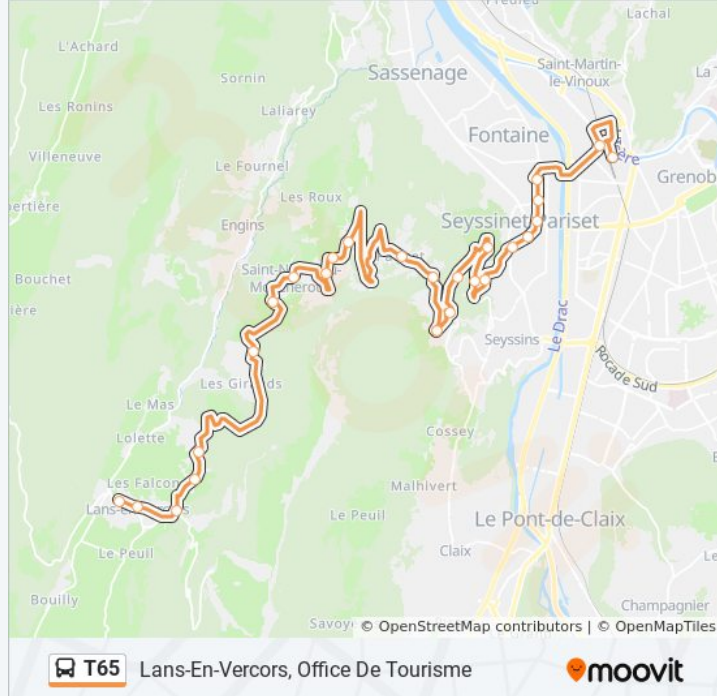 Lachal
L'Achard
Sassenage
Saint-Martin-
le-Vinoux
Sornin
Les Ronins
Lallarey
Fontaine
Isère
Villeneuve
Le Fournel
Grenob
Les Roux
Engins
Seyssinet-Pariset
Bouchet
Seyssins
Le Drac
Rocade Sud
Les Girauds
Le Mas
Lolette
Cossey
Les Falcon
Malhivert
Le Peuil
Le Pont-de-Claix
Le Peuil
Claix
Bouilly
Champagnier
Savoye
© OpenStreetMap contributors | © OpenMapTiles
T65 Lans-En-Vercors, Office De Tourisme
moovit